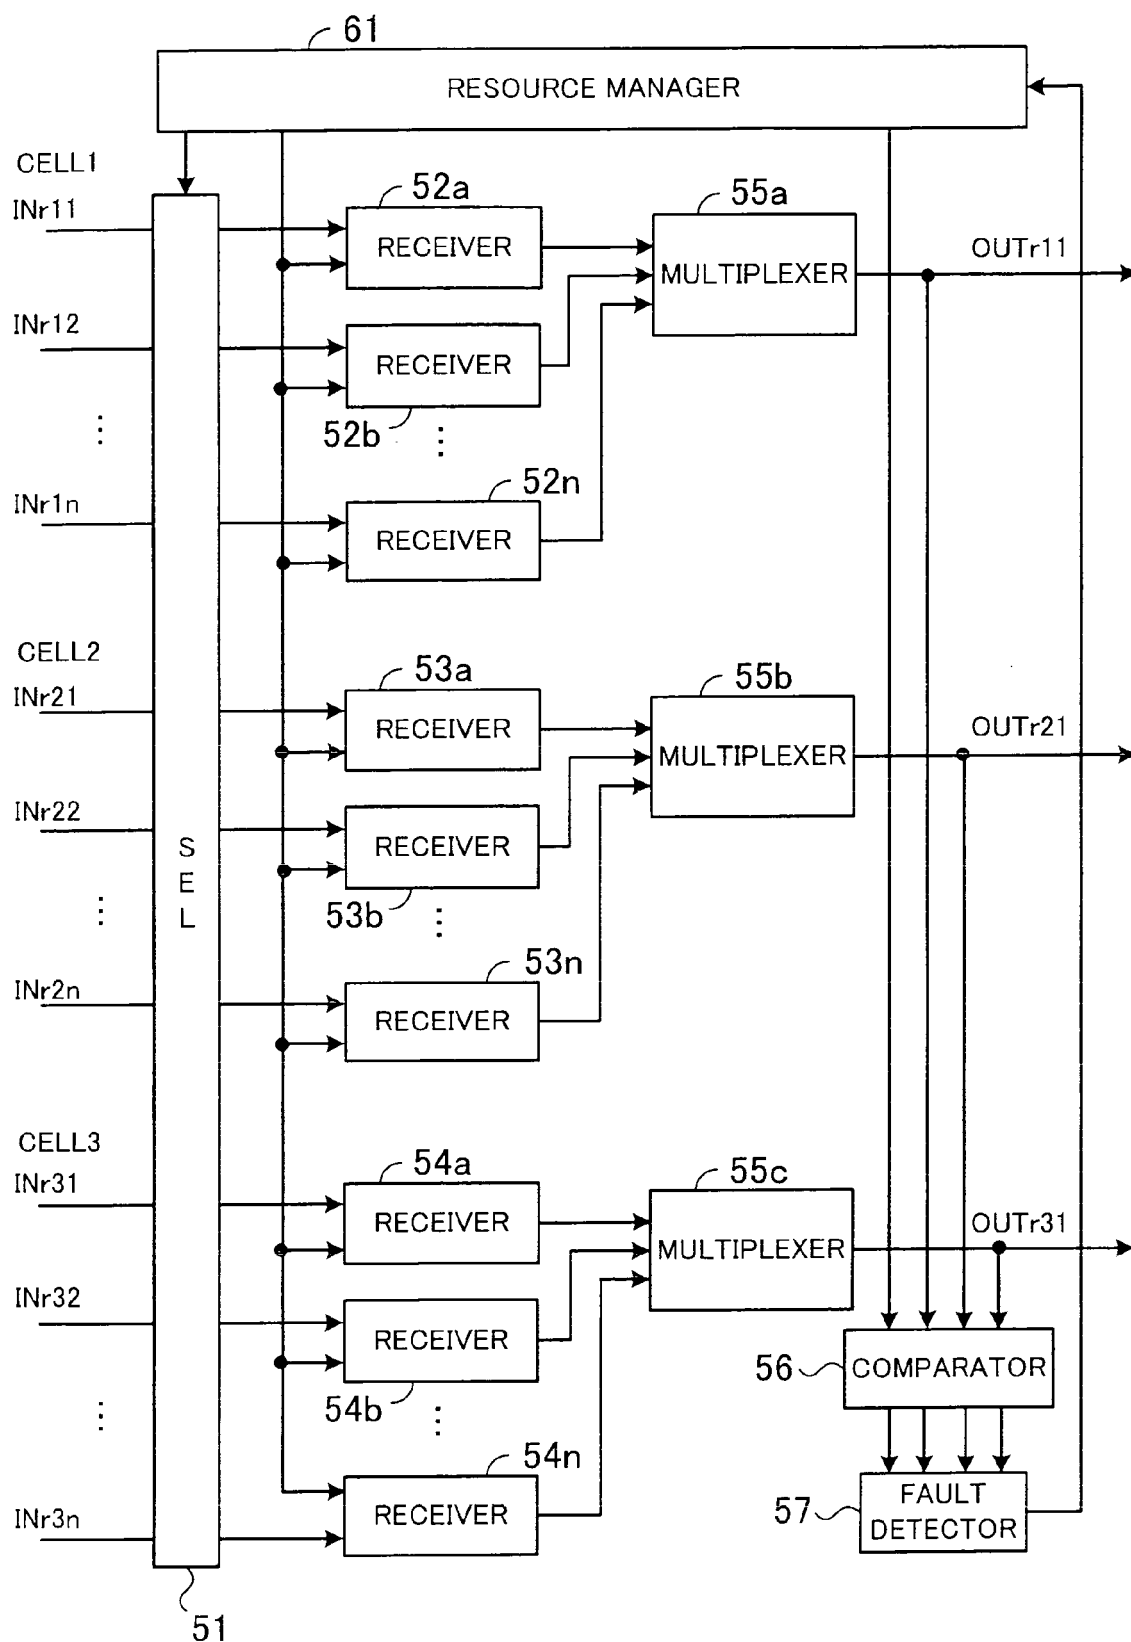 61
RESOURCE MANAGER
CELL1
INr11
52a
RECEIVER
55a
MULTIPLEXER
OUTr11
INr12
RECEIVER
52b
INr1n
52n
RECEIVER
CELL2
INr21
53a
RECEIVER
55b
MULTIPLEXER
OUTr21
INr22
RECEIVER
53b
SEL
INr2n
53n
RECEIVER
CELL3
INr31
54a
RECEIVER
55c
MULTIPLEXER
OUTr31
INr32
RECEIVER
54b
56
COMPARATOR
54n
RECEIVER
INr3n
57
FAULT
DETECTOR
51